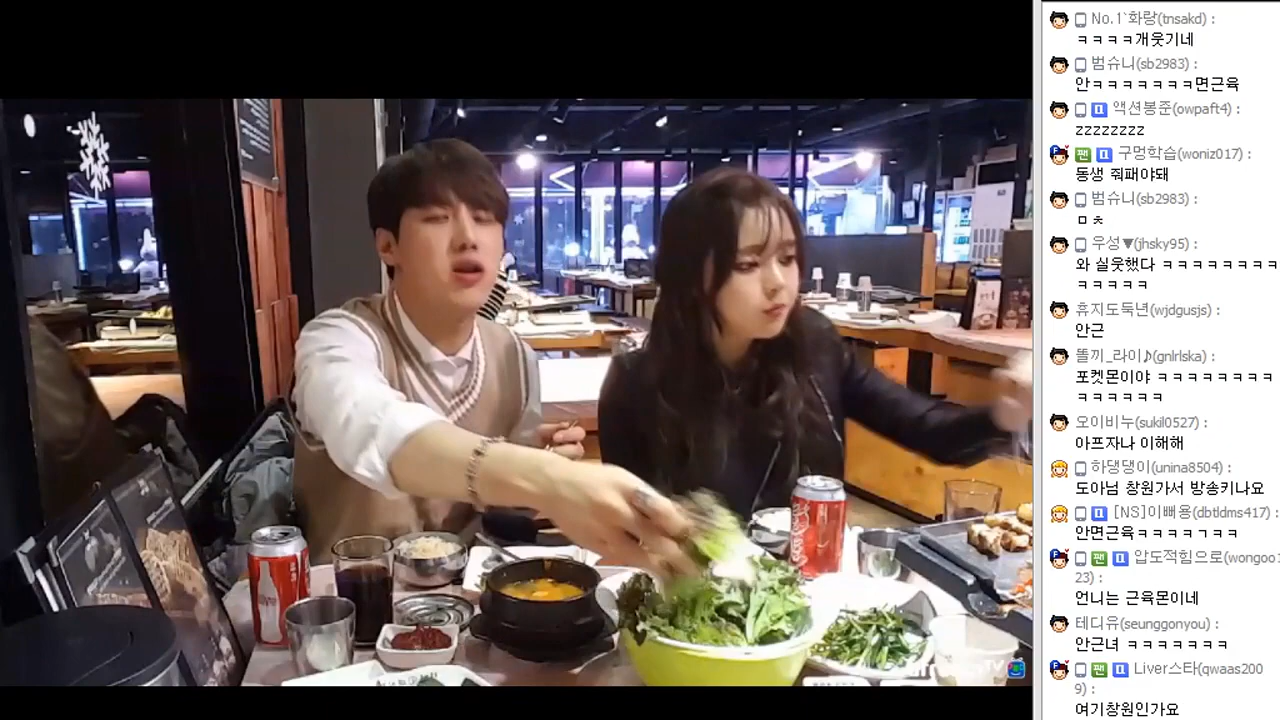 No.1`화랑(tnsakd) :
ㅋㅋㅋㅋ개웃기네
범슈니(sb2983) :
안ㅋㅋㅋㅋㅋㅋㅋ면근육
액션봉준(owpaft4) :
zzzzzzzz
팬 구멍학습(woniz017) :
동생 줘패야돼
범슈니(sb2983) :
ㅁㅊ
우성▼(jhsky95) :
와 실웃했다 ㅋㅋㅋㅋㅋㅋㅋㅋ
ㅋㅋㅋㅋㅋ
휴지도둑년(wjdgusjs) :
안근
똘끼_라이♪(gnlrlska) :
포켓몬이야 ㅋㅋㅋㅋㅋㅋㅋㅋ
ㅋㅋㅋㅋㅋㅋ
오이비누(sukil0527) :
아프자나 이해해
하댕댕이(unina8504) :
도아님 창원가서 방송키나요
[NS]이뻐용(dbtldms417) :
안면근육ㅋㅋㅋㅋㄱㅋㅋ
팬 압도적힘으로(wongoo1
23) :
언니는 근육몬이네
테디유(seunggonyou) :
안근녀 ㅋㅋㅋㅋㅋㅋㅋ
팬 Liver스타(qwaas200
9) :
여기창원인가요